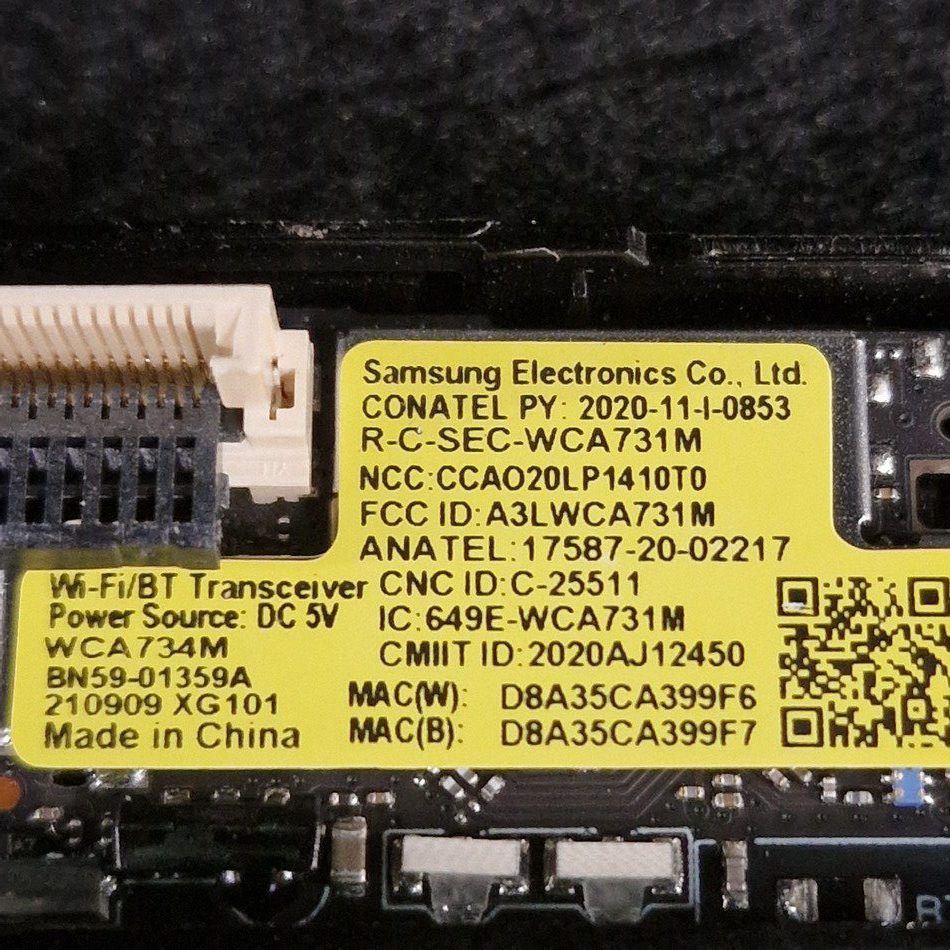 Samsung Electronics Co., Ltd.
CONATEL PY: 2020-11-I-0853
R-C-SEC-WCA731M
NCC:CCAO20LP1410T0
FCC ID:A3LWCA731M
ANATEL:17587-20-02217
Wi-Fi/BT Transceiver CNC ID:C-25511
Power Source: DC 5V IC:649E-WCA731M
WCA734M CMIIT ID:2020AJ12450
BN59-01359A
210909 XG101 MAC(W): D8A35CA399F6
Made in China MAC(B): D8A35CA399F7